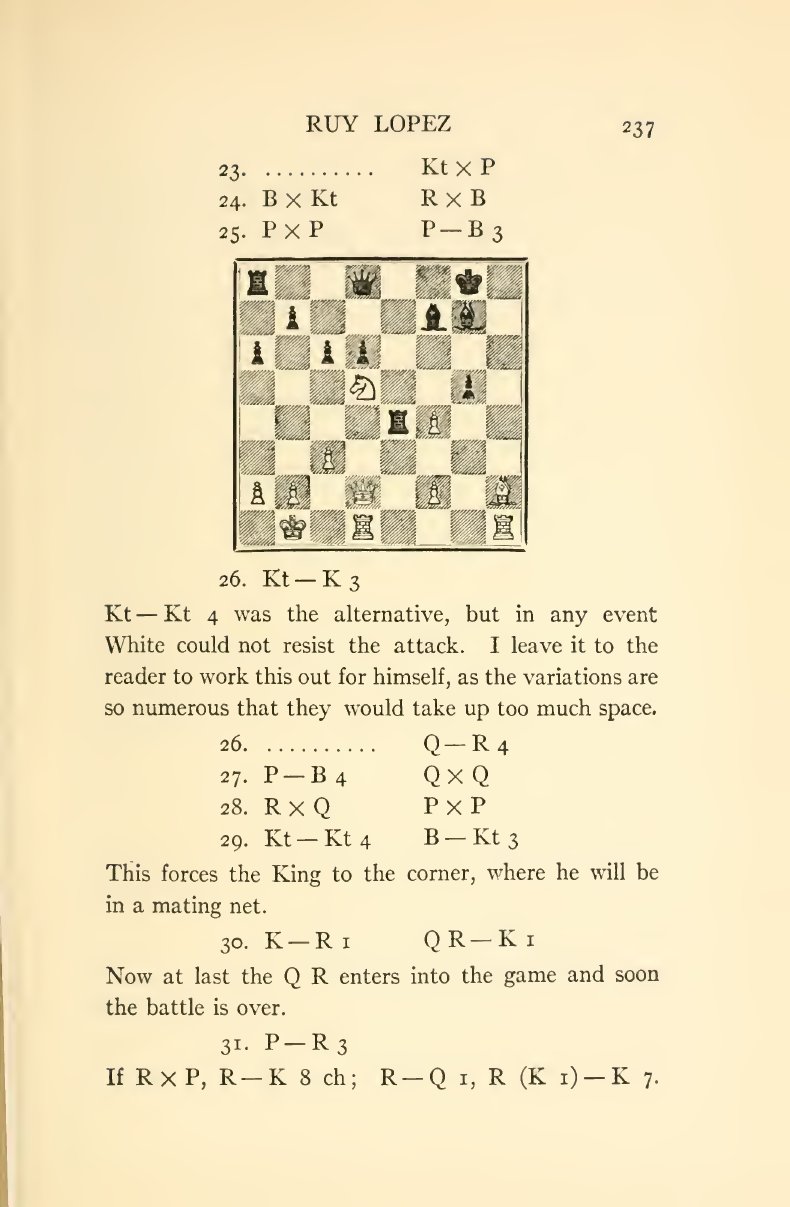 RUY LOPEZ 237
23. .......... Kt × P
24. B × Kt R × B
25. P × P P — B 3
26. Kt — K 3
Kt — Kt 4 was the alternative, but in any event
White could not resist the attack. I leave it to the
reader to work this out for himself, as the variations are
so numerous that they would take up too much space.
26. .......... Q — R 4
27. P — B 4 Q × Q
28. R × Q P × P
29. Kt — Kt 4 B — Kt 3
This forces the King to the corner, where he will be
in a mating net.
30. K — R 1 Q R — K 1
Now at last the Q R enters into the game and soon
the battle is over.
31. P — R 3
If R × P, R — K 8 ch; R — Q 1, R (K 1) — K 7.